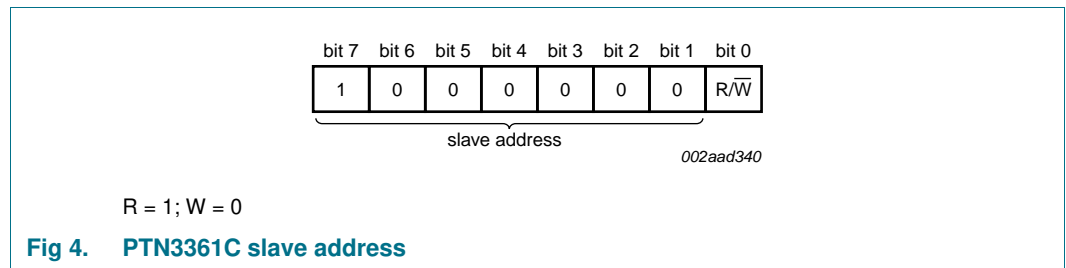 bit 7 bit 6 bit 5 bit 4 bit 3 bit 2 bit 1 bit 0
1 0 0 0 0 0 0 R/W̅
slave address
002aad340
R = 1; W = 0
Fig 4. PTN3361C slave address